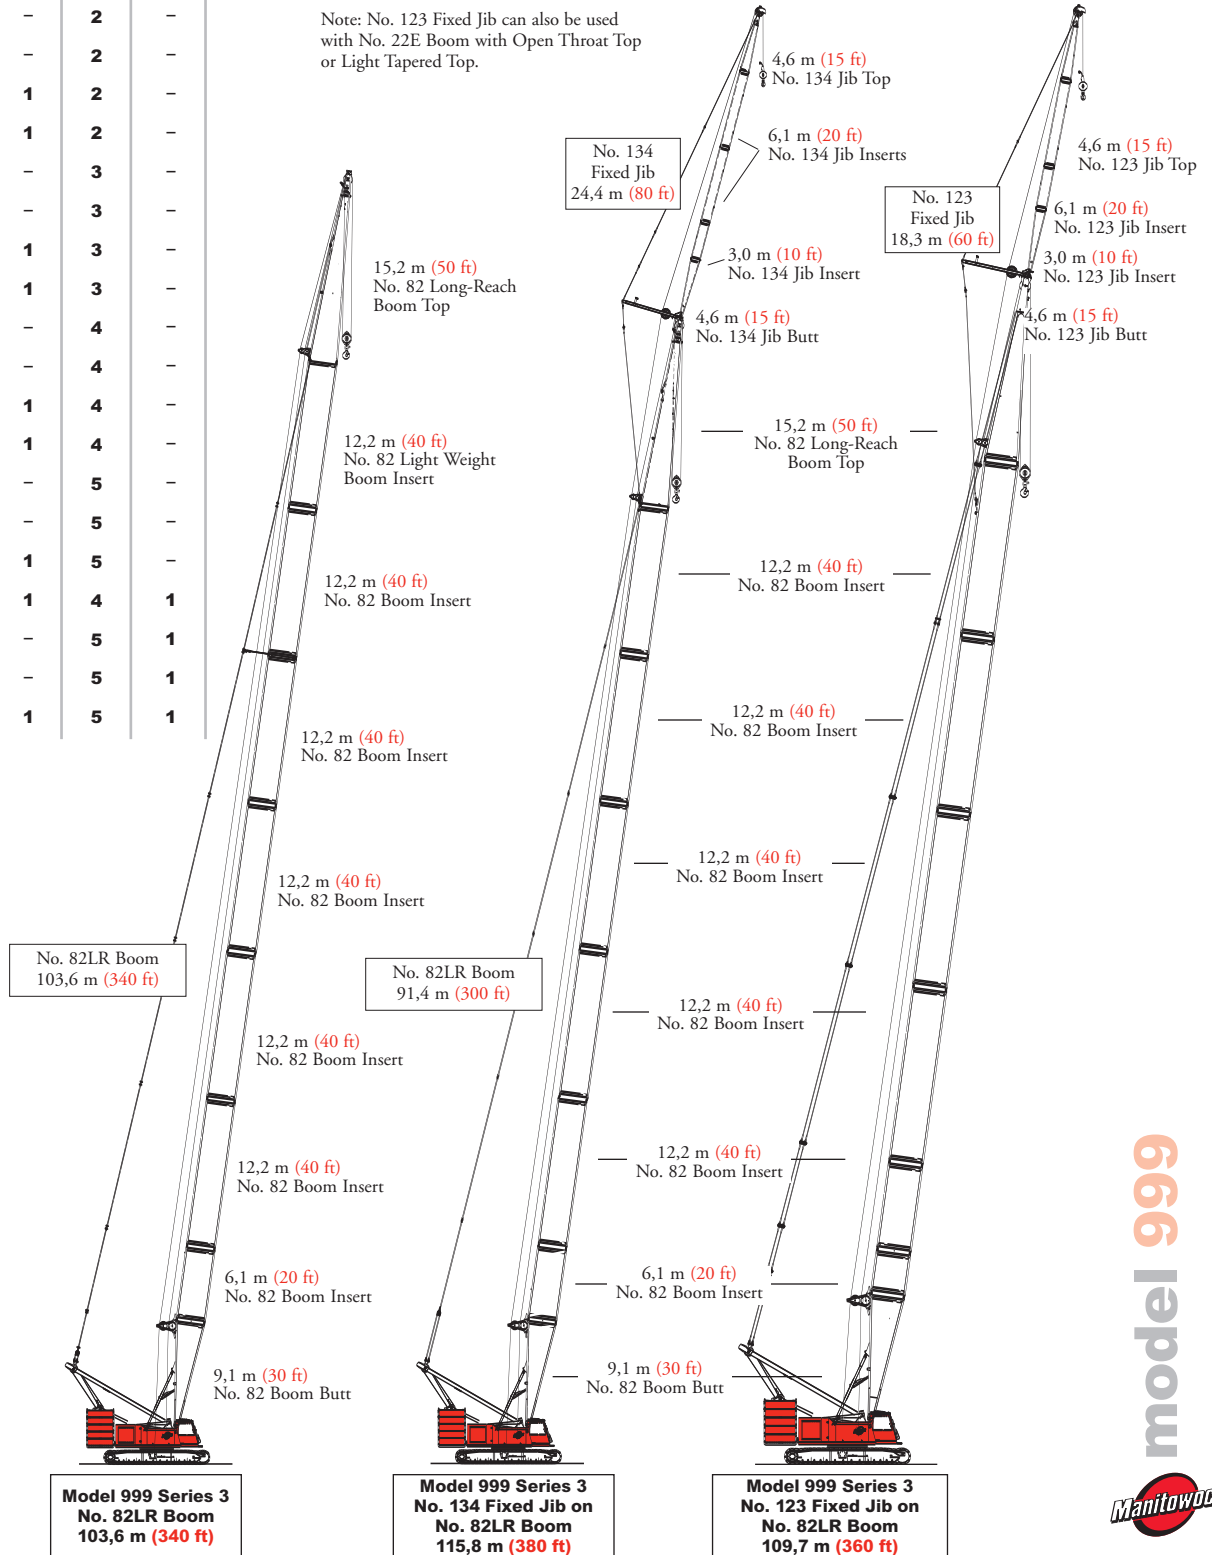 – 2 –
– 2 –
1 2 –
1 2 –
– 3 –
– 3 –
1 3 –
1 3 –
– 4 –
– 4 –
1 4 –
1 4 –
– 5 –
– 5 –
1 5 –
1 4 1
– 5 1
– 5 1
1 5 1
Note: No. 123 Fixed Jib can also be used
with No. 22E Boom with Open Throat Top
or Light Tapered Top.
15,2 m (50 ft)
No. 82 Long-Reach
Boom Top
12,2 m (40 ft)
No. 82 Light Weight
Boom Insert
12,2 m (40 ft)
No. 82 Boom Insert
12,2 m (40 ft)
No. 82 Boom Insert
12,2 m (40 ft)
No. 82 Boom Insert
No. 82LR Boom
103,6 m (340 ft)
12,2 m (40 ft)
No. 82 Boom Insert
12,2 m (40 ft)
No. 82 Boom Insert
6,1 m (20 ft)
No. 82 Boom Insert
9,1 m (30 ft)
No. 82 Boom Butt
Model 999 Series 3
No. 82LR Boom
103,6 m (340 ft)
4,6 m (15 ft)
No. 134 Jib Top
6,1 m (20 ft)
No. 134 Jib Inserts
No. 134
Fixed Jib
24,4 m (80 ft)
3,0 m (10 ft)
No. 134 Jib Insert
4,6 m (15 ft)
No. 134 Jib Butt
15,2 m (50 ft)
No. 82 Long-Reach
Boom Top
12,2 m (40 ft)
No. 82 Boom Insert
12,2 m (40 ft)
No. 82 Boom Insert
12,2 m (40 ft)
No. 82 Boom Insert
No. 82LR Boom
91,4 m (300 ft)
12,2 m (40 ft)
No. 82 Boom Insert
12,2 m (40 ft)
No. 82 Boom Insert
6,1 m (20 ft)
No. 82 Boom Insert
9,1 m (30 ft)
No. 82 Boom Butt
Model 999 Series 3
No. 134 Fixed Jib on
No. 82LR Boom
115,8 m (380 ft)
4,6 m (15 ft)
No. 123 Jib Top
No. 123
Fixed Jib
18,3 m (60 ft)
6,1 m (20 ft)
No. 123 Jib Insert
3,0 m (10 ft)
No. 123 Jib Insert
4,6 m (15 ft)
No. 123 Jib Butt
Model 999 Series 3
No. 123 Fixed Jib on
No. 82LR Boom
109,7 m (360 ft)
model 999
Manitowoc